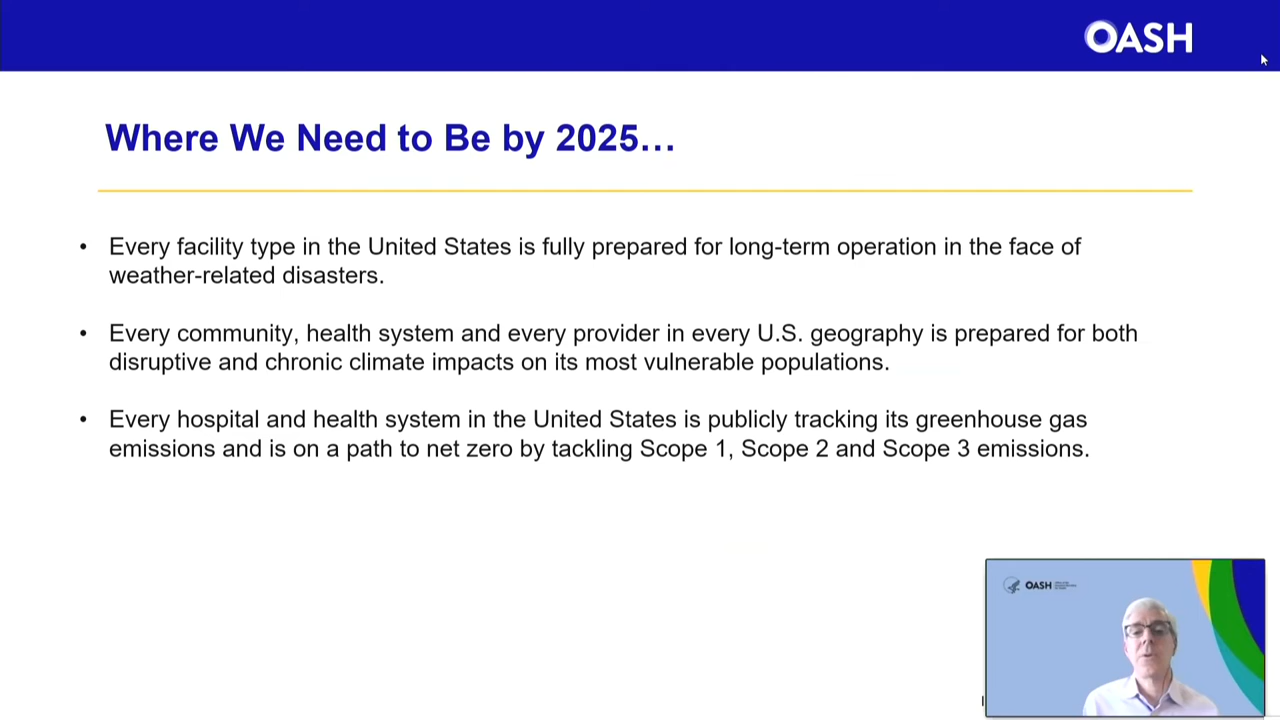 OASH
Where We Need to Be by 2025…
• Every facility type in the United States is fully prepared for long-term operation in the face of
weather-related disasters.
• Every community, health system and every provider in every U.S. geography is prepared for both
disruptive and chronic climate impacts on its most vulnerable populations.
• Every hospital and health system in the United States is publicly tracking its greenhouse gas
emissions and is on a path to net zero by tackling Scope 1, Scope 2 and Scope 3 emissions.
OASH